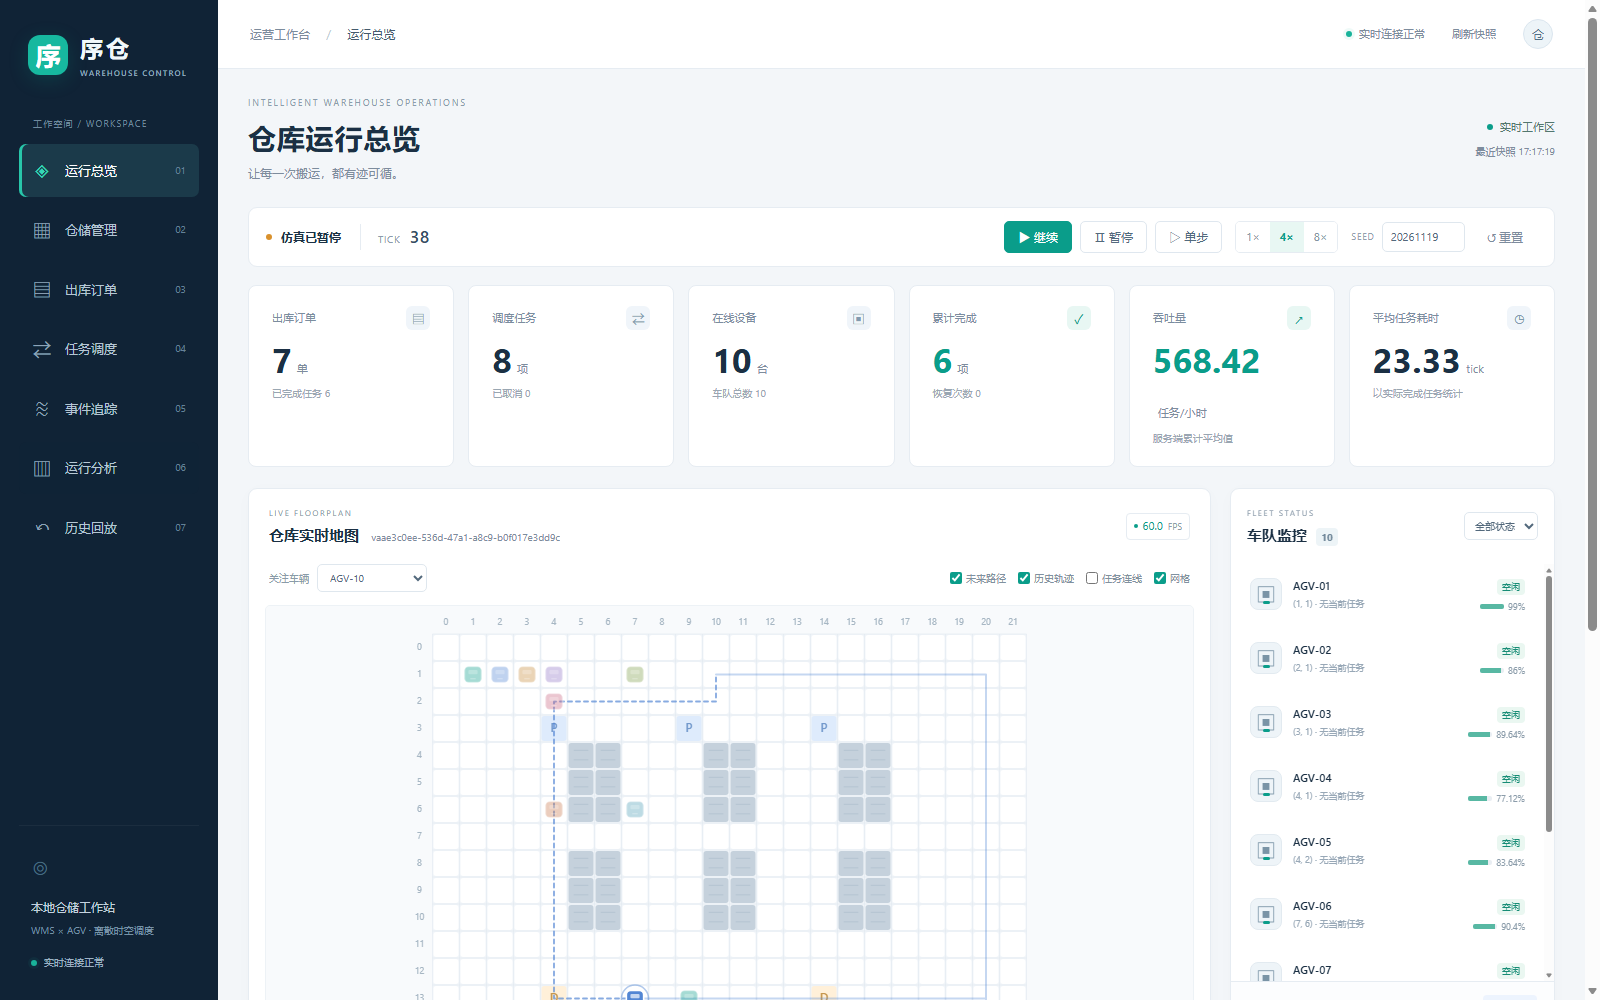 序 序仓
WAREHOUSE CONTROL
工作空间 / WORKSPACE
运行总览 01
仓储管理 02
出库订单 03
任务调度 04
事件追踪 05
运行分析 06
历史回放 07
本地仓储工作站
WMS × AGV · 离散时空调度
实时连接正常
运营工作台 / 运行总览
实时连接正常 刷新快照 仓
INTELLIGENT WAREHOUSE OPERATIONS
仓库运行总览
让每一次搬运，都有迹可循。
实时工作区
最近快照 17:17:19
仿真已暂停 TICK 38
▶ 继续 II 暂停 ▷ 单步 1× 4× 8× SEED 20261119 ↺ 重置
出库订单
7 单
已完成任务 6
调度任务
8 项
已取消 0
在线设备
10 台
车队总数 10
累计完成
6 项
恢复次数 0
吞吐量
568.42
任务/小时
服务端累计平均值
平均任务耗时
23.33 tick
以实际完成任务统计
LIVE FLOORPLAN
仓库实时地图 vaae3c0ee-536d-47a1-a8c9-b0f017e3dd9c
60.0 FPS
关注车辆 AGV-10
未来路径 历史轨迹 任务连线 网格
0 1 2 3 4 5 6 7 8 9 10 11 12 13 14 15 16 17 18 19 20 21
0
1
2
3 P P P
4
5
6
7
8
9
10
11
12
13 D D
FLEET STATUS
车队监控 10
全部状态
AGV-01 空闲
(1, 1) · 无当前任务 99%
AGV-02 空闲
(2, 1) · 无当前任务 86%
AGV-03 空闲
(3, 1) · 无当前任务 89.64%
AGV-04 空闲
(4, 1) · 无当前任务 77.12%
AGV-05 空闲
(4, 2) · 无当前任务 83.64%
AGV-06 空闲
(7, 6) · 无当前任务 90.4%
AGV-07 空闲